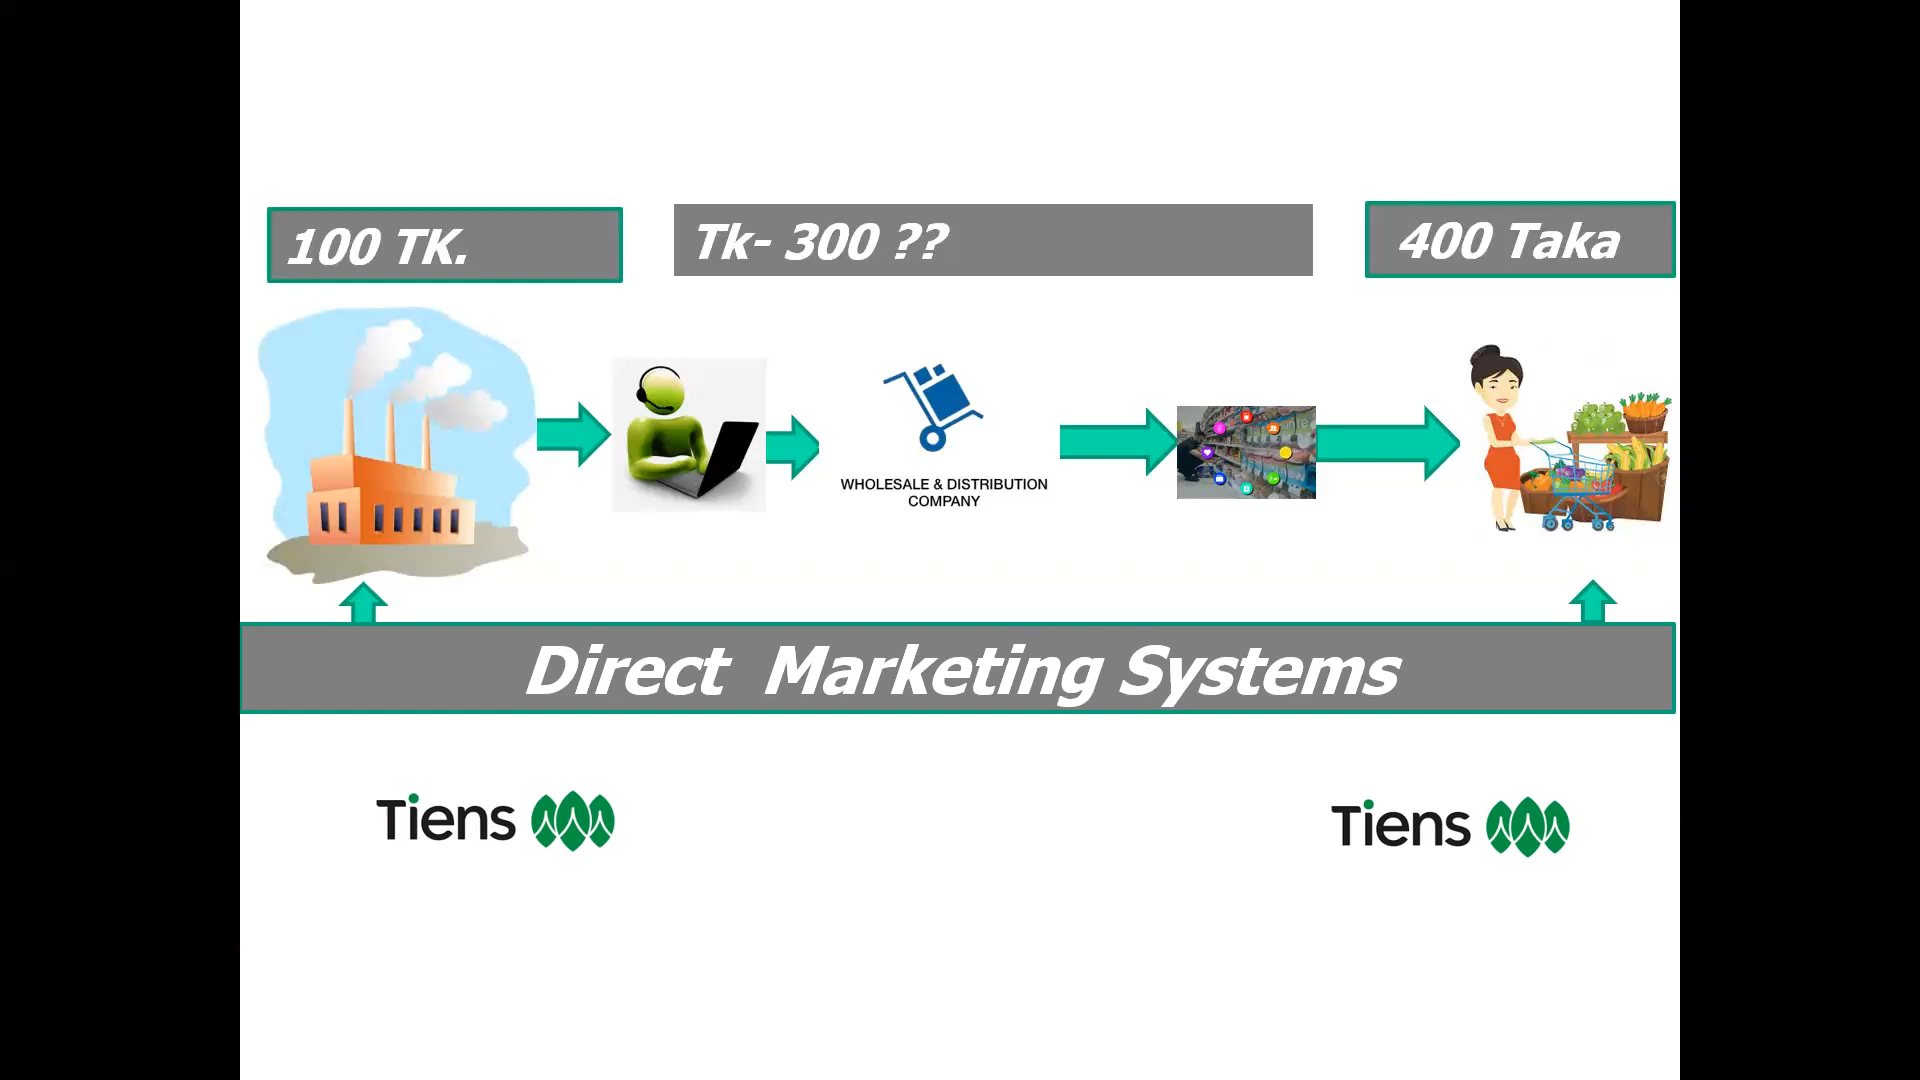 100 TK.
Tk- 300 ??
400 Taka
WHOLESALE & DISTRIBUTION
COMPANY
Direct Marketing Systems
Tiens
Tiens